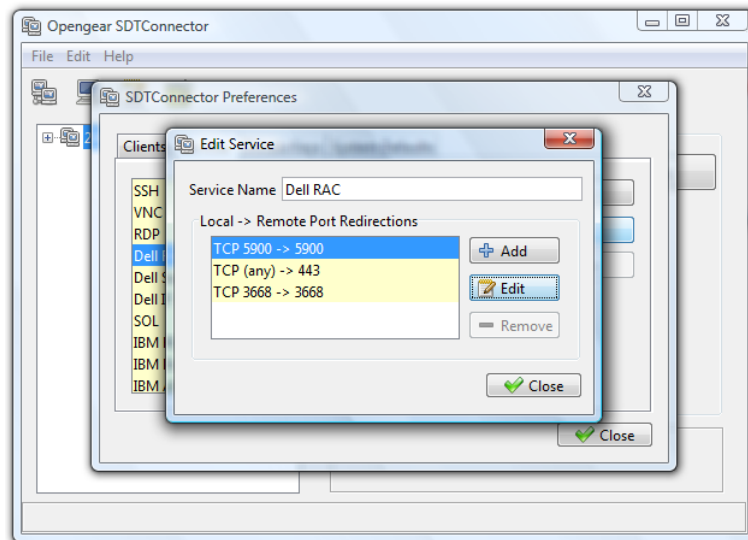 Opengear SDTConnector
File Edit Help
SDTConnector Preferences
Clients
Edit Service
Service Name Dell RAC
Local -> Remote Port Redirections
SSH
VNC
RDP
Dell
Dell
Dell
SOL
IBM
IBM
IBM
TCP 5900 -> 5900
TCP (any) -> 443
TCP 3668 -> 3668
Add
Edit
Remove
Close
Close